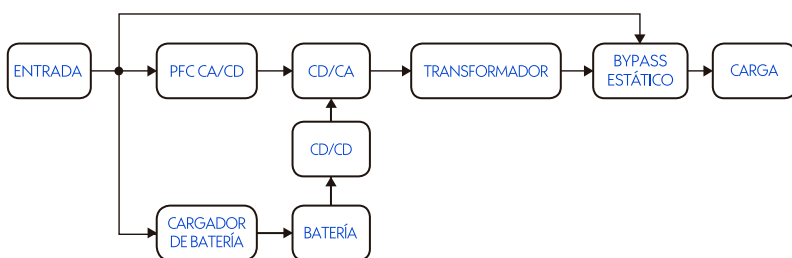 ENTRADA
PFC CA/CD
CD/CA
TRANSFORMADOR
BYPASS
ESTÁTICO
CARGA
CD/CD
CARGADOR
DE BATERÍA
BATERÍA